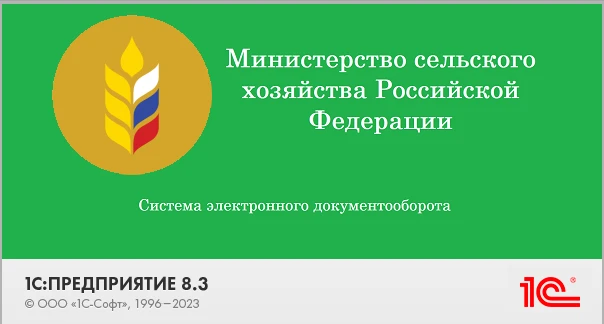 Министерство сельского
хозяйства Российской
Федерации
Система электронного документооборота
1С:ПРЕДПРИЯТИЕ 8.3
© ООО «1С-Софт», 1996–2023
1С®